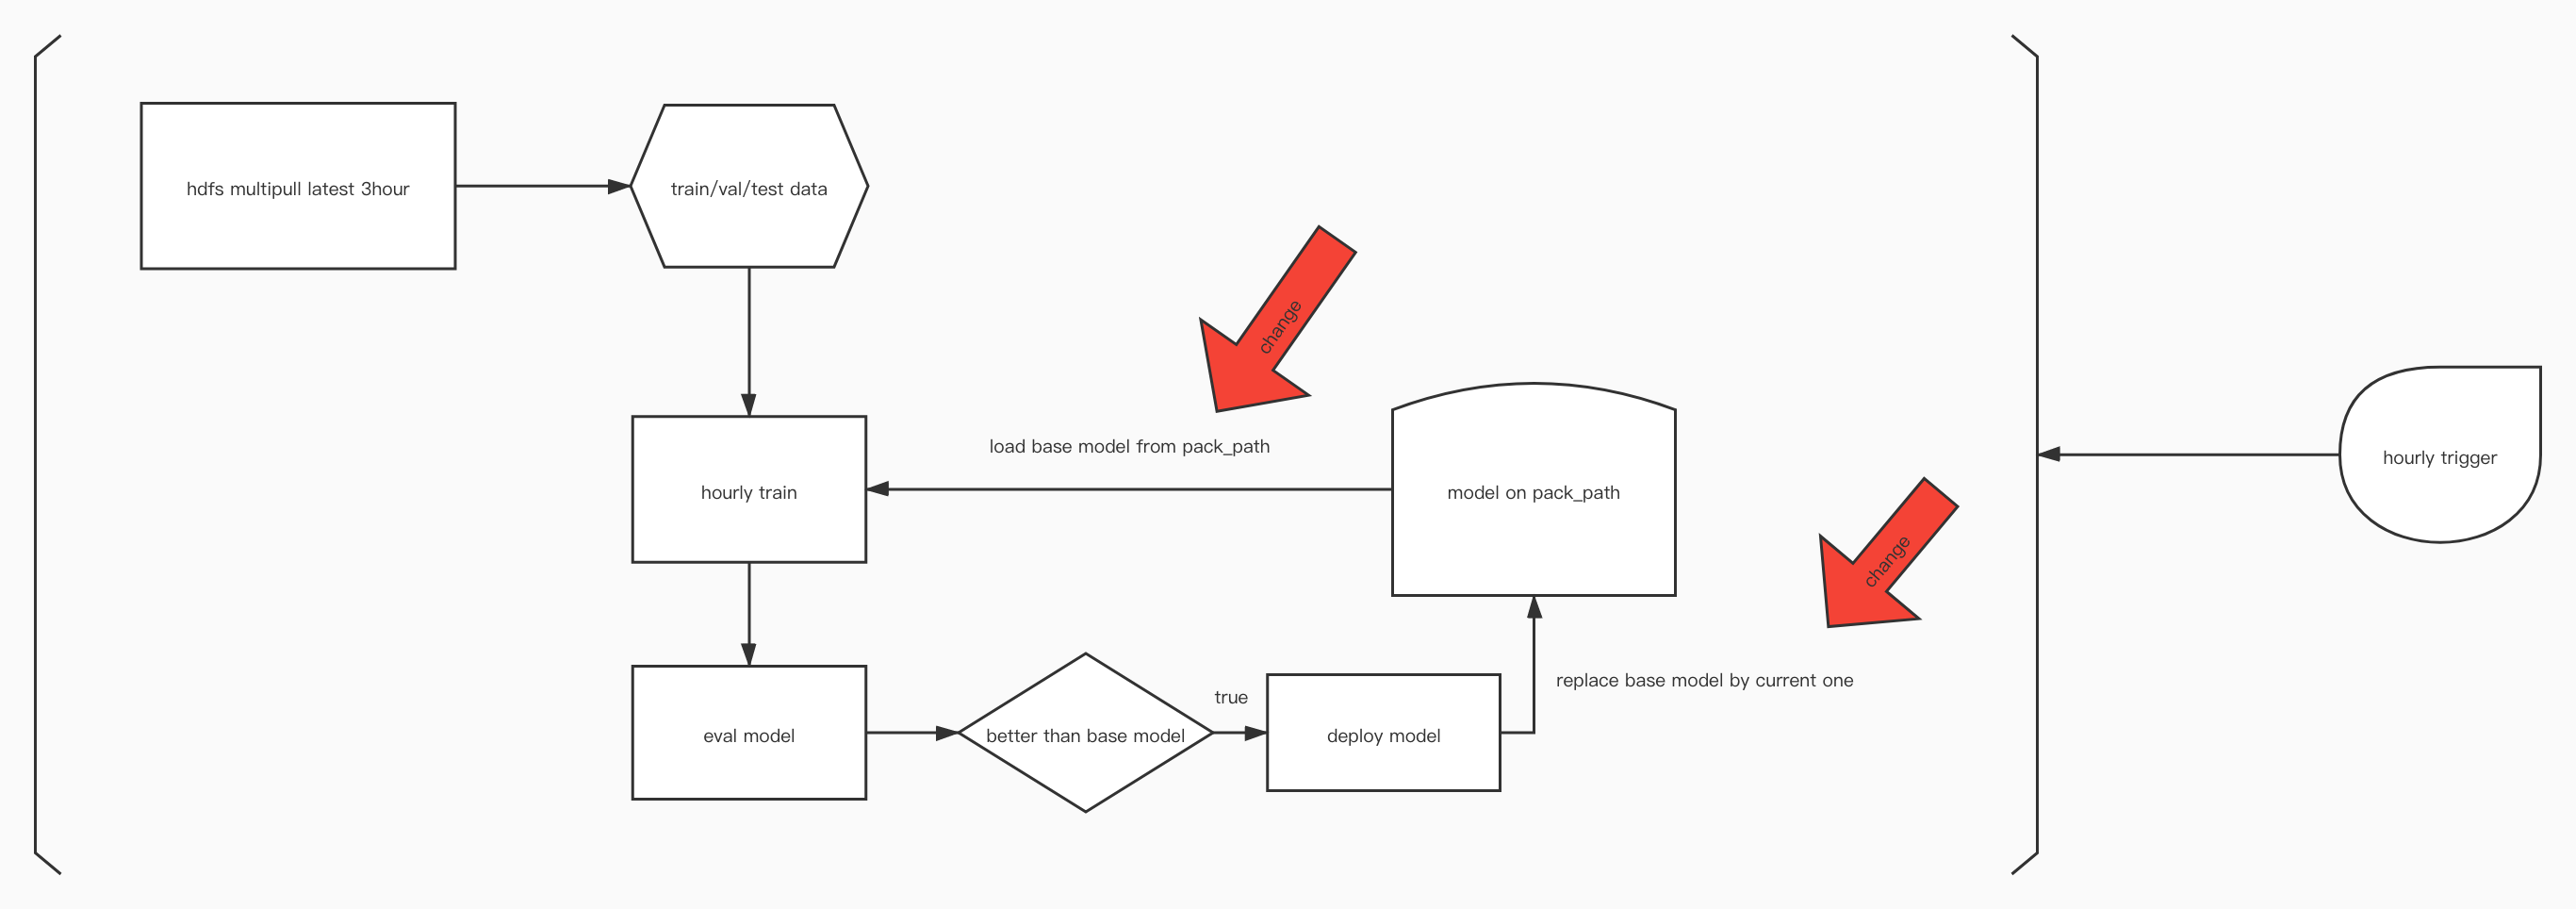 hdfs multipull latest 3hour
train/val/test data
change
load base model from pack_path
hourly train
model on pack_path
hourly trigger
change
eval model
better than base model
true
deploy model
replace base model by current one